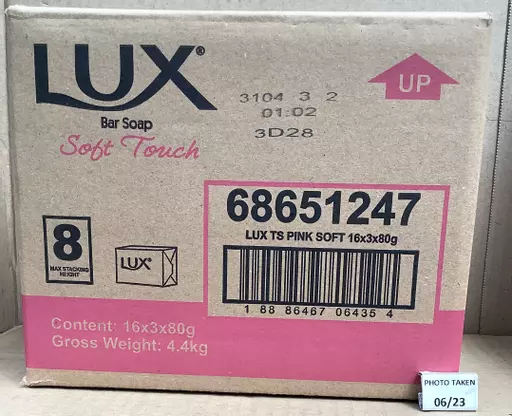 LUX®
Bar Soap
Soft Touch
3104 3 2
01:02
3D28
UP
68651247
LUX TS PINK SOFT 16x3x80g
1 88 86467 06435 4
8
MAX STACKING
HEIGHT
LUX
Content: 16x3x80g
Gross Weight: 4.4kg
PHOTO TAKEN
06/23